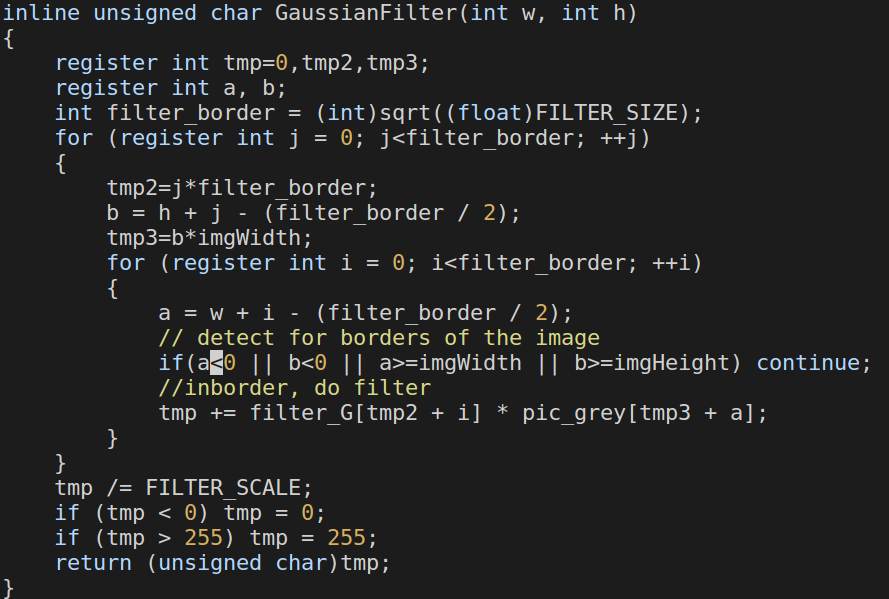 inline unsigned char GaussianFilter(int w, int h)
{
    register int tmp=0,tmp2,tmp3;
    register int a, b;
    int filter_border = (int)sqrt((float)FILTER_SIZE);
    for (register int j = 0; j<filter_border; ++j)
    {
        tmp2=j*filter_border;
        b = h + j - (filter_border / 2);
        tmp3=b*imgWidth;
        for (register int i = 0; i<filter_border; ++i)
        {
            a = w + i - (filter_border / 2);
            // detect for borders of the image
            if(a<0 || b<0 || a>=imgWidth || b>=imgHeight) continue;
            //inborder, do filter
            tmp += filter_G[tmp2 + i] * pic_grey[tmp3 + a];
        }
    }
    tmp /= FILTER_SCALE;
    if (tmp < 0) tmp = 0;
    if (tmp > 255) tmp = 255;
    return (unsigned char)tmp;
}